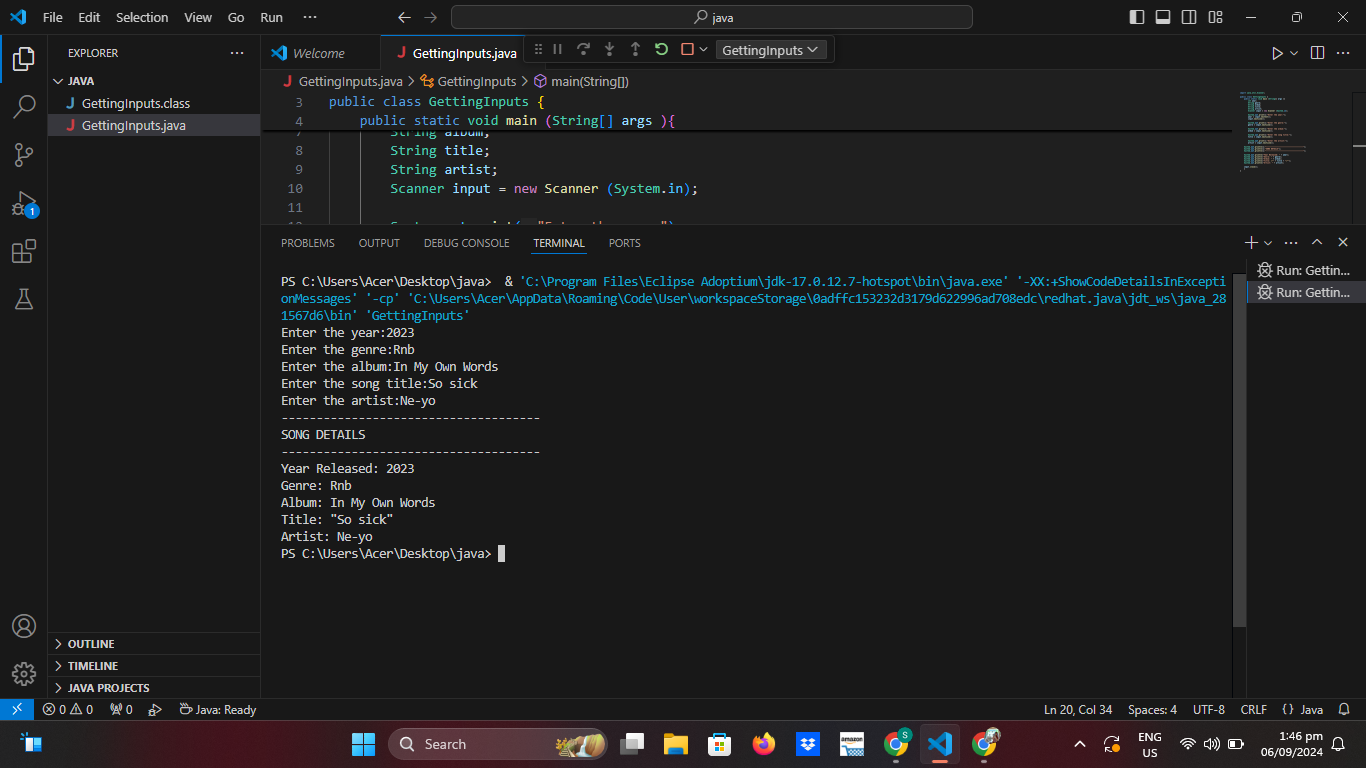 File Edit Selection View Go Run ··· java
EXPLORER
JAVA
GettingInputs.class
GettingInputs.java
OUTLINE
TIMELINE
JAVA PROJECTS
Welcome GettingInputs.java GettingInputs
GettingInputs.java > GettingInputs > main(String[])
3 public class GettingInputs {
4 public static void main (String[] args ){
7 String album;
8 String title;
9 String artist;
10 Scanner input = new Scanner (System.in);
11
PROBLEMS OUTPUT DEBUG CONSOLE TERMINAL PORTS
Run: Gettin...
Run: Gettin...
PS C:\Users\Acer\Desktop\java>  & 'C:\Program Files\Eclipse Adoptium\jdk-17.0.12.7-hotspot\bin\java.exe' '-XX:+ShowCodeDetailsInExcepti
onMessages' '-cp' 'C:\Users\Acer\AppData\Roaming\Code\User\workspaceStorage\0adffc153232d3179d622996ad708edc\redhat.java\jdt_ws\java_28
1567d6\bin' 'GettingInputs'
Enter the year:2023
Enter the genre:Rnb
Enter the album:In My Own Words
Enter the song title:So sick
Enter the artist:Ne-yo
-------------------------------------
SONG DETAILS
-------------------------------------
Year Released: 2023
Genre: Rnb
Album: In My Own Words
Title: "So sick"
Artist: Ne-yo
PS C:\Users\Acer\Desktop\java>
0 0 0 Java: Ready Ln 20, Col 34 Spaces: 4 UTF-8 CRLF {} Java
Search amazon S ENG
US
1:46 pm
06/09/2024